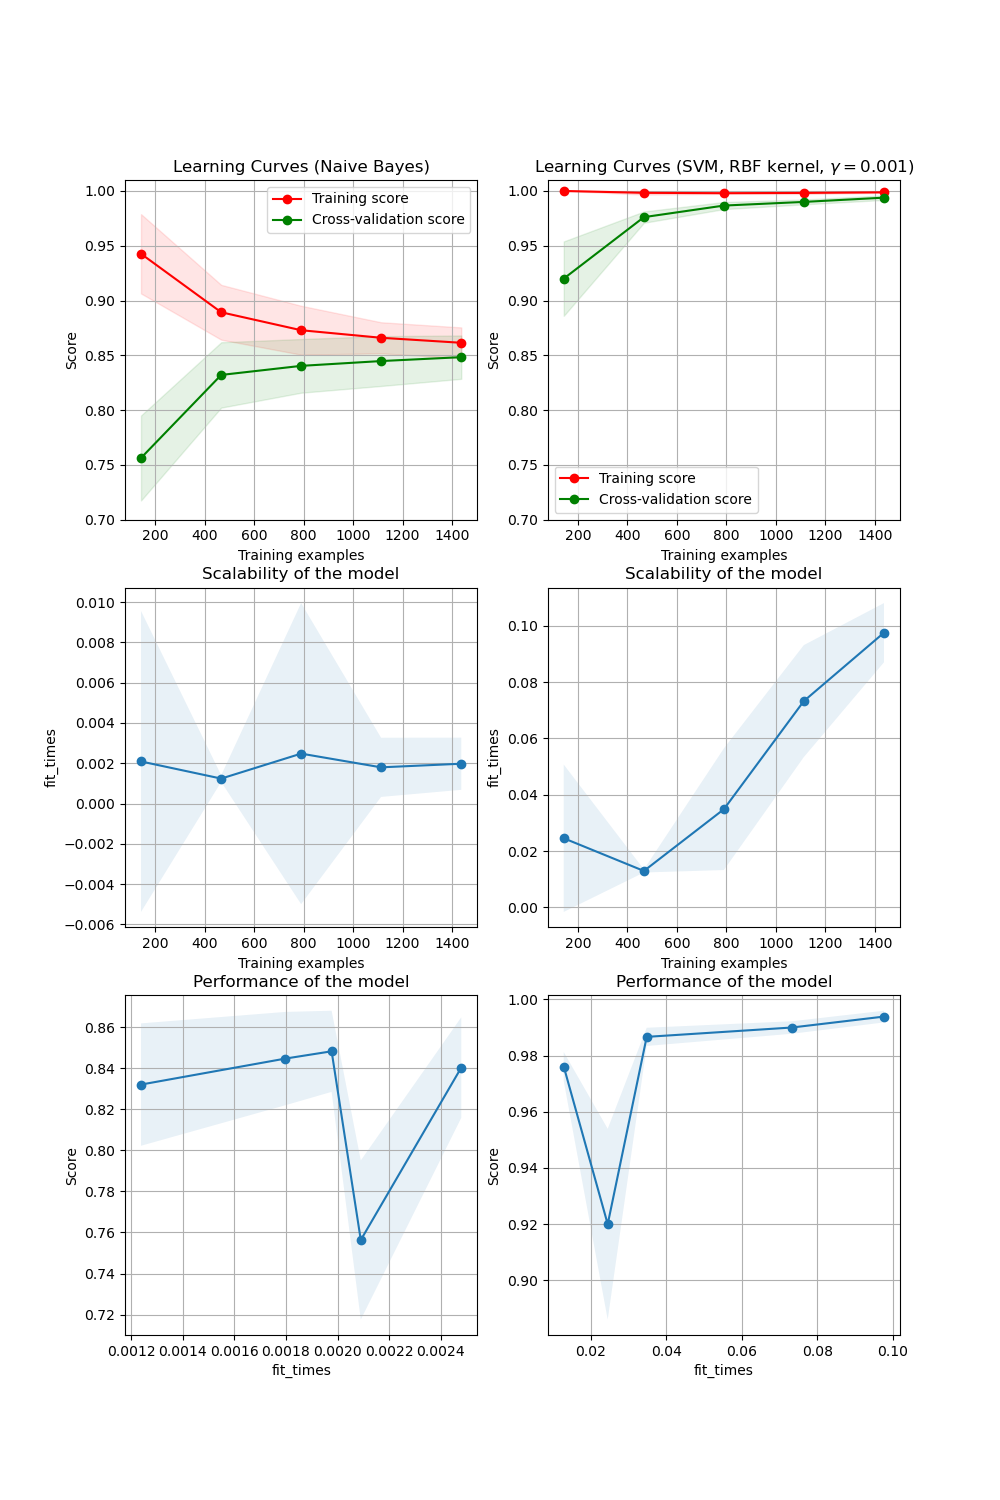 Learning Curves (Naive Bayes)
1.00
0.95
0.90
0.85
0.80
0.75
0.70
Score
Training score
Cross-validation score
200 400 600 800 1000 1200 1400
Training examples
Learning Curves (SVM, RBF kernel, γ = 0.001)
1.00
0.95
0.90
0.85
0.80
0.75
0.70
Score
Training score
Cross-validation score
200 400 600 800 1000 1200 1400
Training examples
Scalability of the model
0.010
0.008
0.006
0.004
0.002
0.000
−0.002
−0.004
−0.006
fit_times
200 400 600 800 1000 1200 1400
Training examples
Scalability of the model
0.10
0.08
0.06
0.04
0.02
0.00
fit_times
200 400 600 800 1000 1200 1400
Training examples
Performance of the model
0.86
0.84
0.82
0.80
0.78
0.76
0.74
0.72
Score
0.0012 0.0014 0.0016 0.0018 0.0020 0.0022 0.0024
fit_times
Performance of the model
1.00
0.98
0.96
0.94
0.92
0.90
Score
0.02 0.04 0.06 0.08 0.10
fit_times